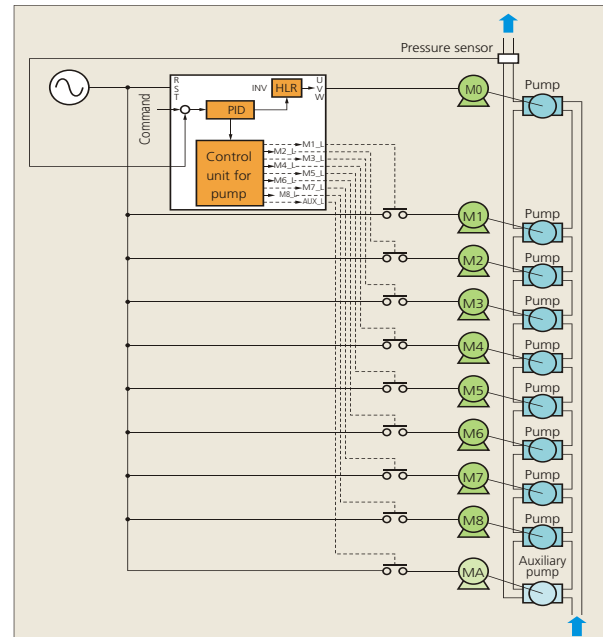 Pressure sensor
R
S
T
INV
HLR
U
V
W
M0
Pump
Command
PID
Control
unit for
pump
M1_L
M2_L
M3_L
M4_L
M5_L
M6_L
M7_L
M8_L
AUX_L
M1
Pump
M2
Pump
M3
Pump
M4
Pump
M5
Pump
M6
Pump
M7
Pump
M8
Pump
MA
Auxiliary
pump